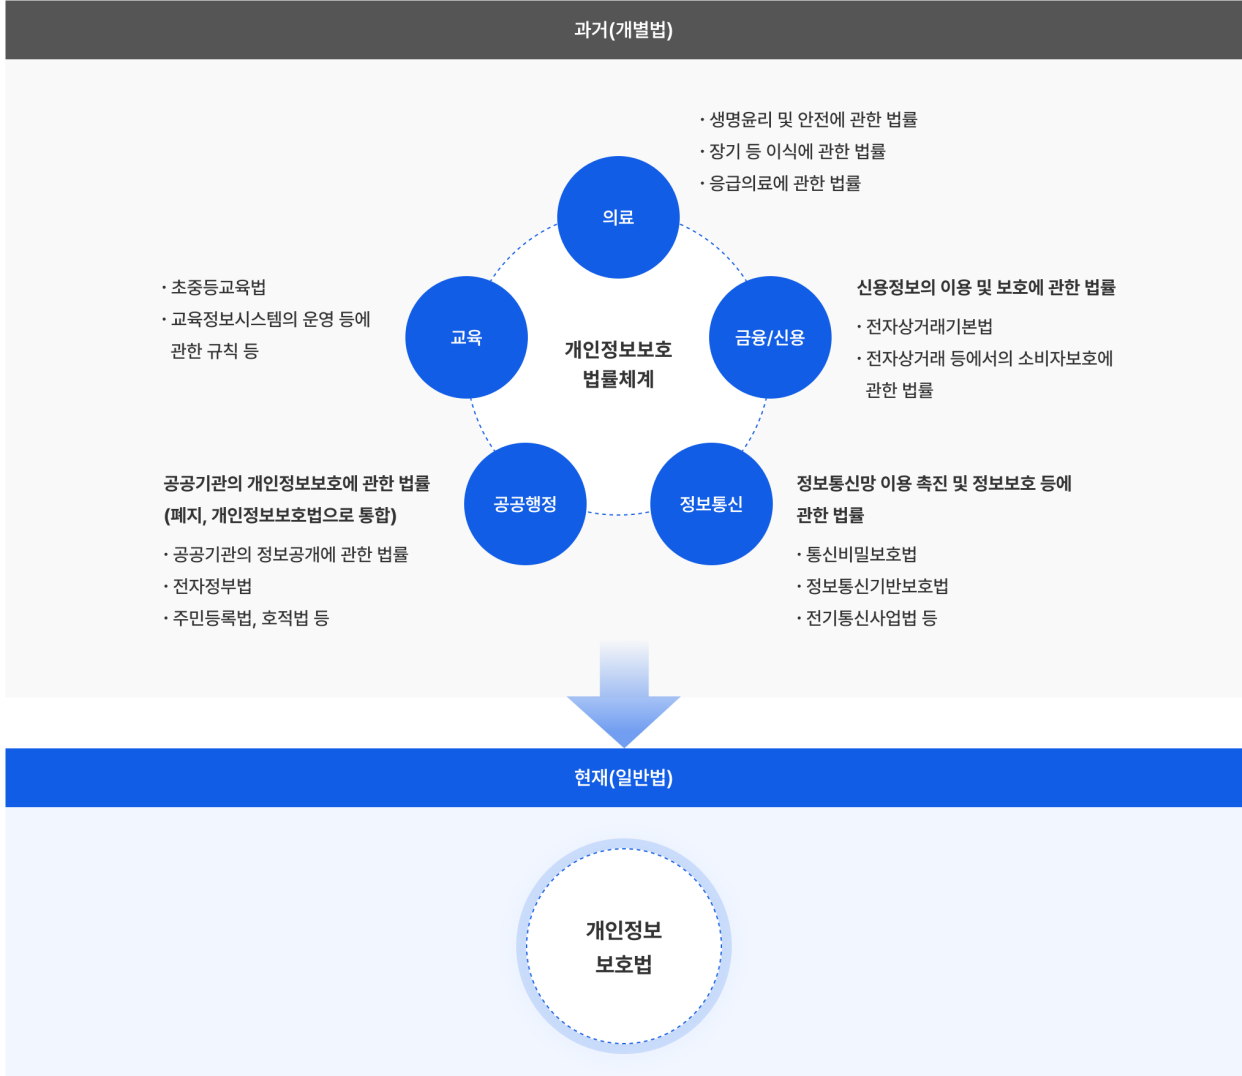 과거(개별법)
· 생명윤리 및 안전에 관한 법률
· 장기 등 이식에 관한 법률
· 응급의료에 관한 법률
의료
· 초중등교육법
· 교육정보시스템의 운영 등에
관한 규칙 등
교육
개인정보보호
법률체계
금융/신용
신용정보의 이용 및 보호에 관한 법률
· 전자상거래기본법
· 전자상거래 등에서의 소비자보호에
관한 법률
공공기관의 개인정보보호에 관한 법률
(폐지, 개인정보보호법으로 통합)
· 공공기관의 정보공개에 관한 법률
· 전자정부법
· 주민등록법, 호적법 등
공공행정
정보통신
정보통신망 이용 촉진 및 정보보호 등에
관한 법률
· 통신비밀보호법
· 정보통신기반보호법
· 전기통신사업법 등
현재(일반법)
개인정보
보호법